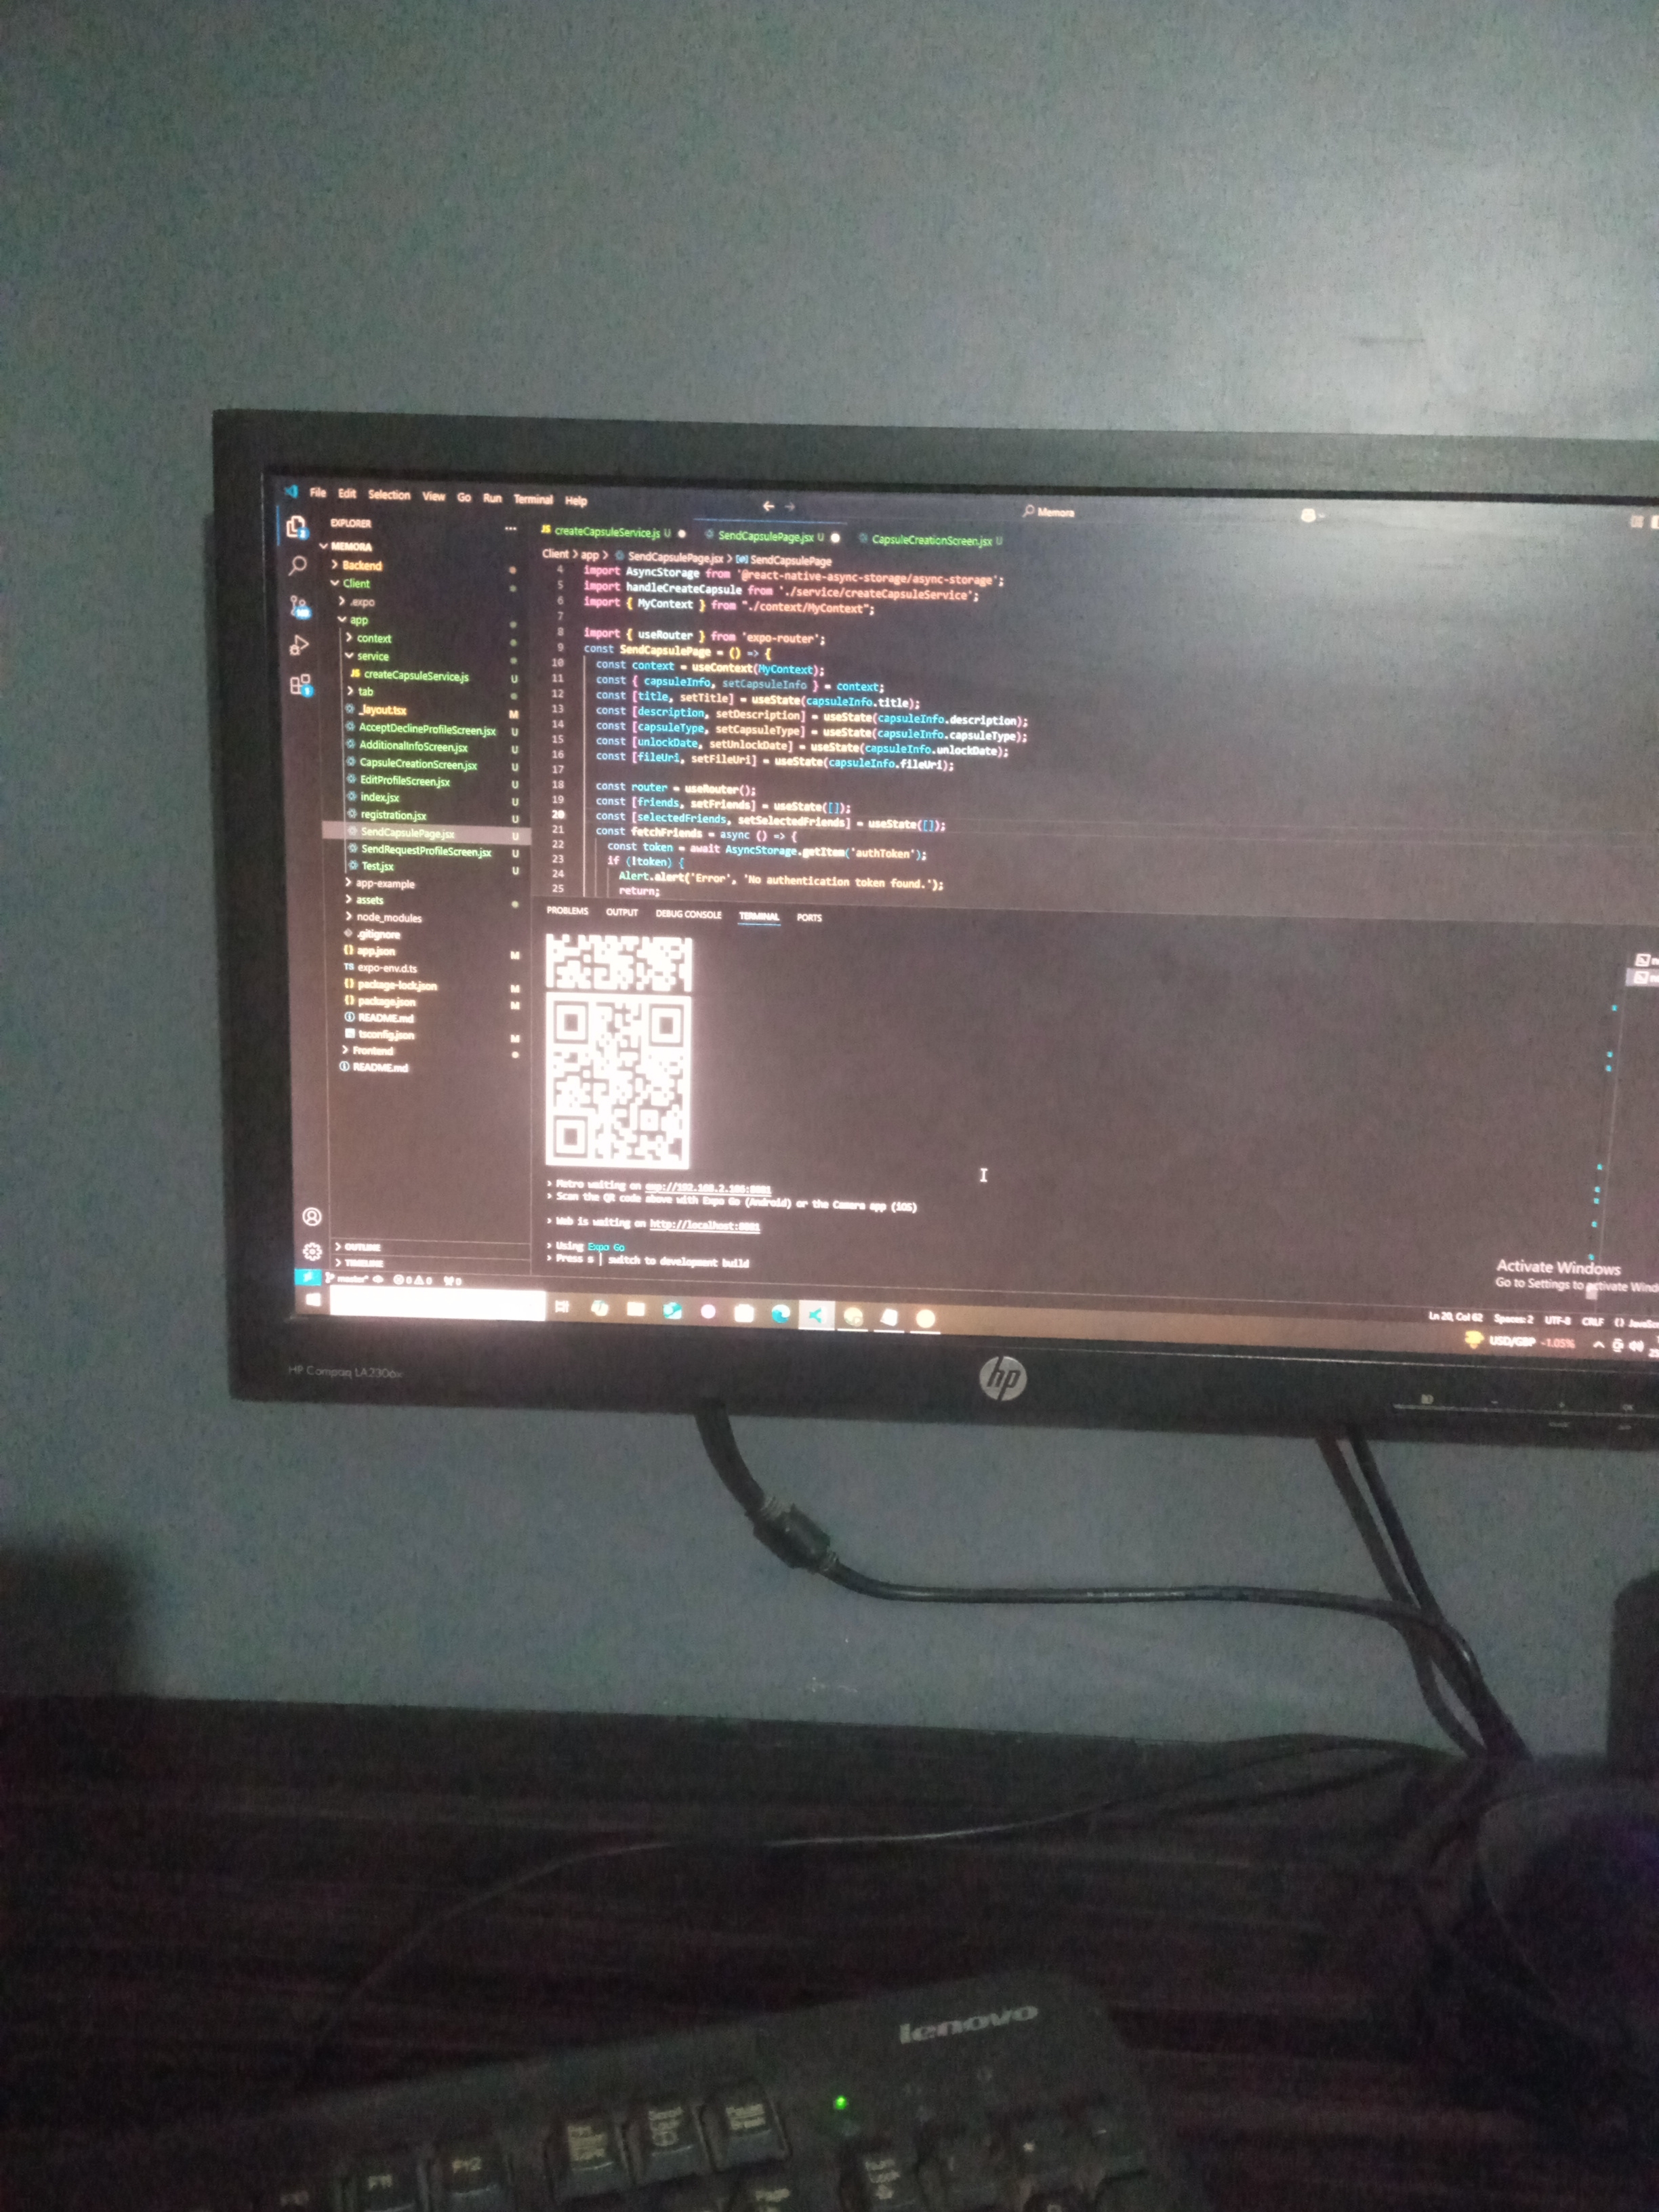 File Edit Selection View Go Run Terminal Help
Memora
EXPLORER
MEMORA
Backend
Client
.expo
app
context
service
createCapsuleService.js U
tab
_layout.tsx M
AcceptDeclineProfileScreen.jsx U
AdditionalInfoScreen.jsx U
CapsuleCreationScreen.jsx U
EditProfileScreen.jsx U
index.jsx U
registration.jsx U
SendCapsulePage.jsx U
SendRequestProfileScreen.jsx U
Test.jsx U
app-example
assets
node_modules
.gitignore
app.json M
expo-env.d.ts
package-lock.json M
package.json M
README.md
tsconfig.json M
Frontend
README.md
OUTLINE
TIMELINE
createCapsuleService.js U
SendCapsulePage.jsx U
CapsuleCreationScreen.jsx U
Client > app > SendCapsulePage.jsx > SendCapsulePage
4 import AsyncStorage from '@react-native-async-storage/async-storage';
5 import handleCreateCapsule from './service/createCapsuleService';
6 import { MyContext } from "./context/MyContext";
7
8 import { useRouter } from 'expo-router';
9 const SendCapsulePage = () => {
10 const context = useContext(MyContext);
11 const { capsuleInfo, setCapsuleInfo } = context;
12 const [title, setTitle] = useState(capsuleInfo.title);
13 const [description, setDescription] = useState(capsuleInfo.description);
14 const [capsuleType, setCapsuleType] = useState(capsuleInfo.capsuleType);
15 const [unlockDate, setUnlockDate] = useState(capsuleInfo.unlockDate);
16 const [fileUri, setFileUri] = useState(capsuleInfo.fileUri);
17
18 const router = useRouter();
19 const [friends, setFriends] = useState([]);
20 const [selectedFriends, setSelectedFriends] = useState([]);
21 const fetchFriends = async () => {
22 const token = await AsyncStorage.getItem('authToken');
23 if (!token) {
24 Alert.alert('Error', 'No authentication token found.');
25 return;
PROBLEMS OUTPUT DEBUG CONSOLE TERMINAL PORTS
> Metro waiting on
> Scan the QR code above with Expo Go (Android) or the Camera app (iOS)
> Web is waiting on http://localhost:8081
> Using Expo Go
> Press s | switch to development build
Activate Windows
Go to Settings to activate
master* 0 0 0
Ln 20, Col 62 Spaces: 2 UTF-8 CRLF {}
USD/GBP -1.05%
HP Compaq LA2306x
hp
lenovo
F11 F12
Scroll Lock
Pause Break
Num Lock
Page